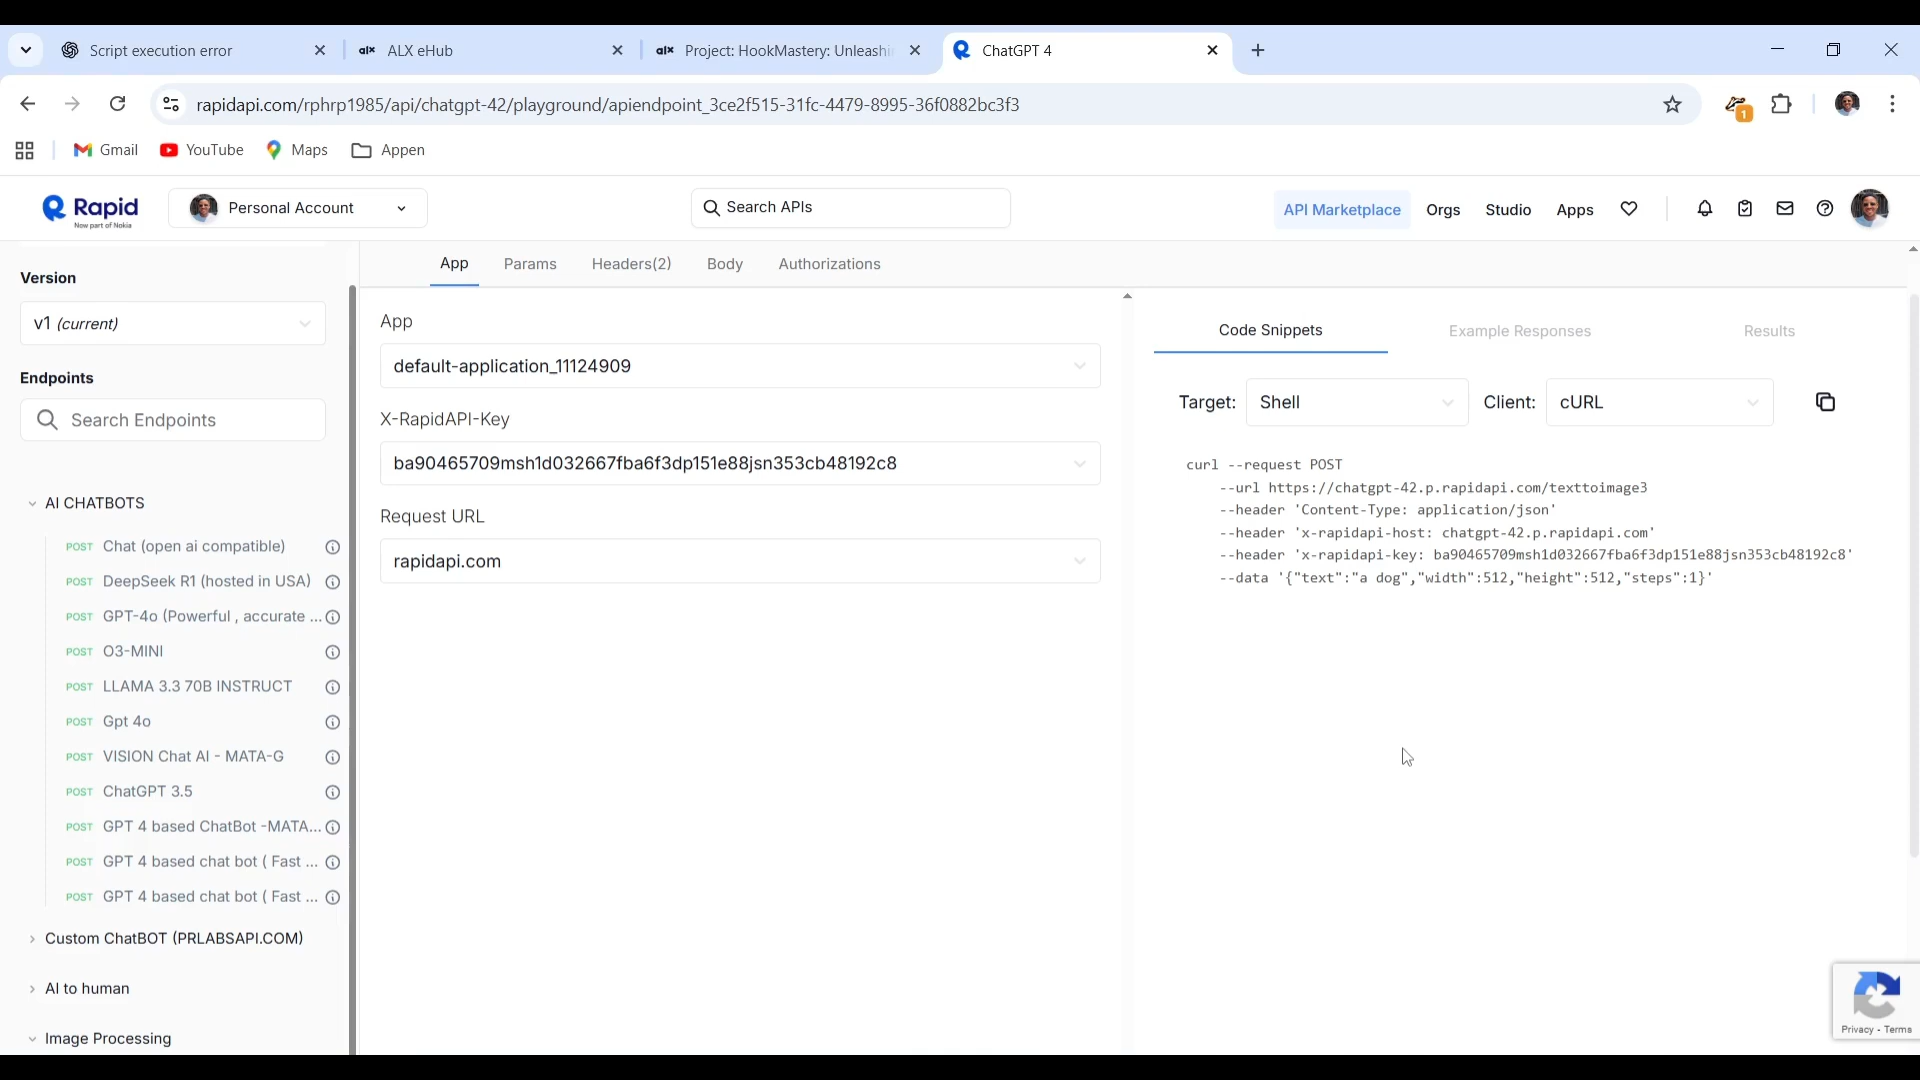 Script execution error
ALX eHub
Project: HookMastery: Unleashi
ChatGPT 4
rapidapi.com/rphrp1985/api/chatgpt-42/playground/apiendpoint_3ce2f515-31fc-4479-8995-36f0882bc3f3
1
Gmail
YouTube
Maps
Appen
Rapid
Now part of Nokia
Personal Account
Search APIs
API Marketplace
Orgs
Studio
Apps
Version
v1 (current)
Endpoints
Search Endpoints
AI CHATBOTS
POST Chat (open ai compatible)
POST DeepSeek R1 (hosted in USA)
POST GPT-4o (Powerful , accurate ...
POST O3-MINI
POST LLAMA 3.3 70B INSTRUCT
POST Gpt 4o
POST VISION Chat AI - MATA-G
POST ChatGPT 3.5
POST GPT 4 based ChatBot -MATA...
POST GPT 4 based chat bot ( Fast ...
POST GPT 4 based chat bot ( Fast ...
Custom ChatBOT (PRLABSAPI.COM)
AI to human
Image Processing
App
Params
Headers(2)
Body
Authorizations
App
default-application_11124909
X-RapidAPI-Key
ba90465709msh1d032667fba6f3dp151e88jsn353cb48192c8
Request URL
rapidapi.com
Code Snippets
Example Responses
Results
Target: Shell
Client: cURL
curl --request POST
--url https://chatgpt-42.p.rapidapi.com/texttoimage3
--header 'Content-Type: application/json'
--header 'x-rapidapi-host: chatgpt-42.p.rapidapi.com'
--header 'x-rapidapi-key: ba90465709msh1d032667fba6f3dp151e88jsn353cb48192c8'
--data '{"text":"a dog","width":512,"height":512,"steps":1}'
Privacy - Terms